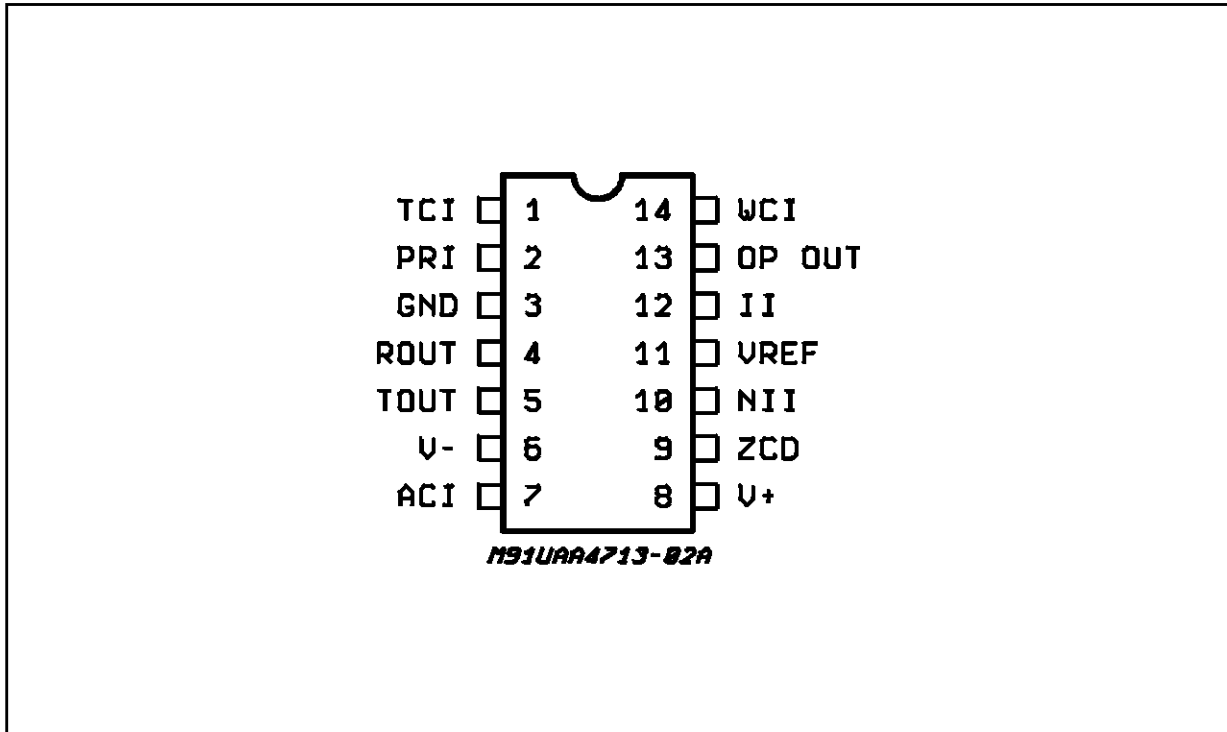 TCI 1 14 WCI
PRI 2 13 OP OUT
GND 3 12 II
ROUT 4 11 VREF
TOUT 5 10 NII
V- 6 9 ZCD
ACI 7 8 V+
M91UAA4713-02A